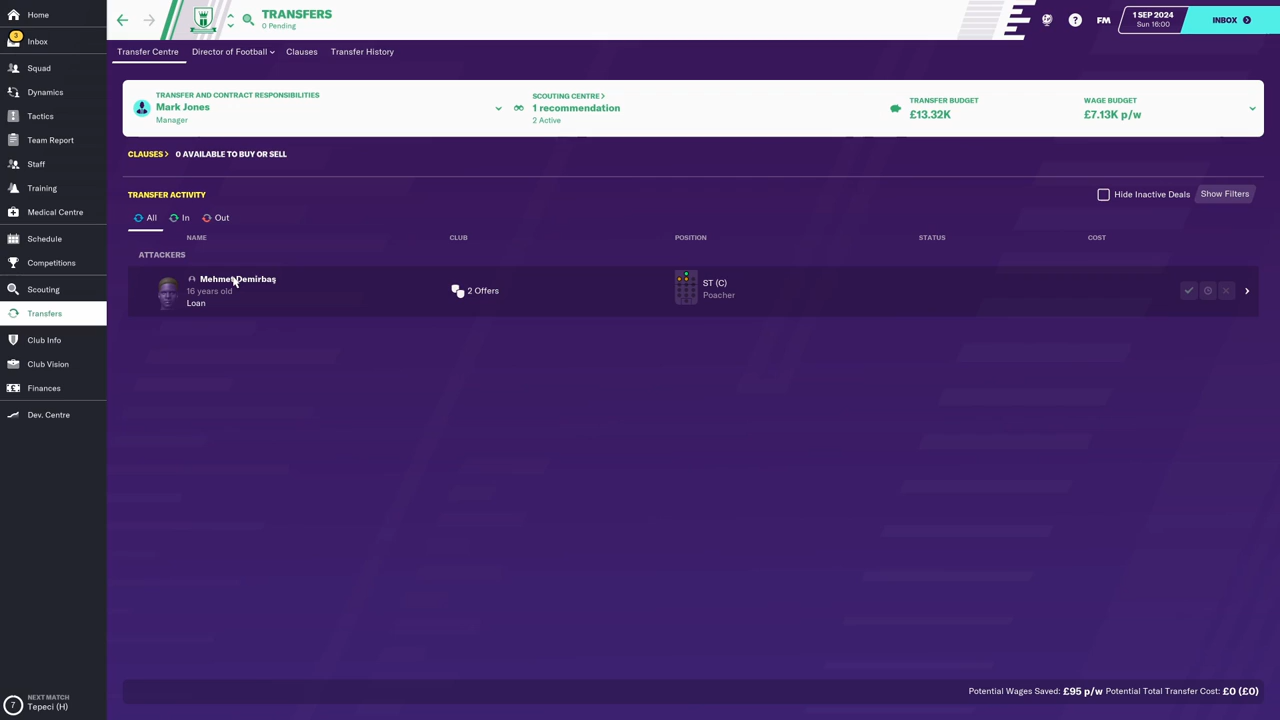 Home
3
Inbox
Squad
Dynamics
Tactics
Team Report
Staff
Training
Medical Centre
Schedule
Competitions
Scouting
Transfers
Club Info
Club Vision
Finances
Dev. Centre
7
NEXT MATCH
Tepeci (H)
TRANSFERS
0 Pending
?
FM
1 SEP 2024
Sun 16:00
INBOX
Transfer Centre
Director of Football
Clauses
Transfer History
TRANSFER AND CONTRACT RESPONSIBILITIES
Mark Jones
Manager
SCOUTING CENTRE >
1 recommendation
2 Active
TRANSFER BUDGET
£13.32K
WAGE BUDGET
£7.13K p/w
CLAUSES > 0 AVAILABLE TO BUY OR SELL
TRANSFER ACTIVITY
Hide Inactive Deals
Show Filters
All
In
Out
NAME CLUB POSITION STATUS COST
ATTACKERS
Mehmet Demirbaş
16 years old
Loan
2 Offers
ST (C)
Poacher
Potential Wages Saved: £95 p/w Potential Total Transfer Cost: £0 (£0)